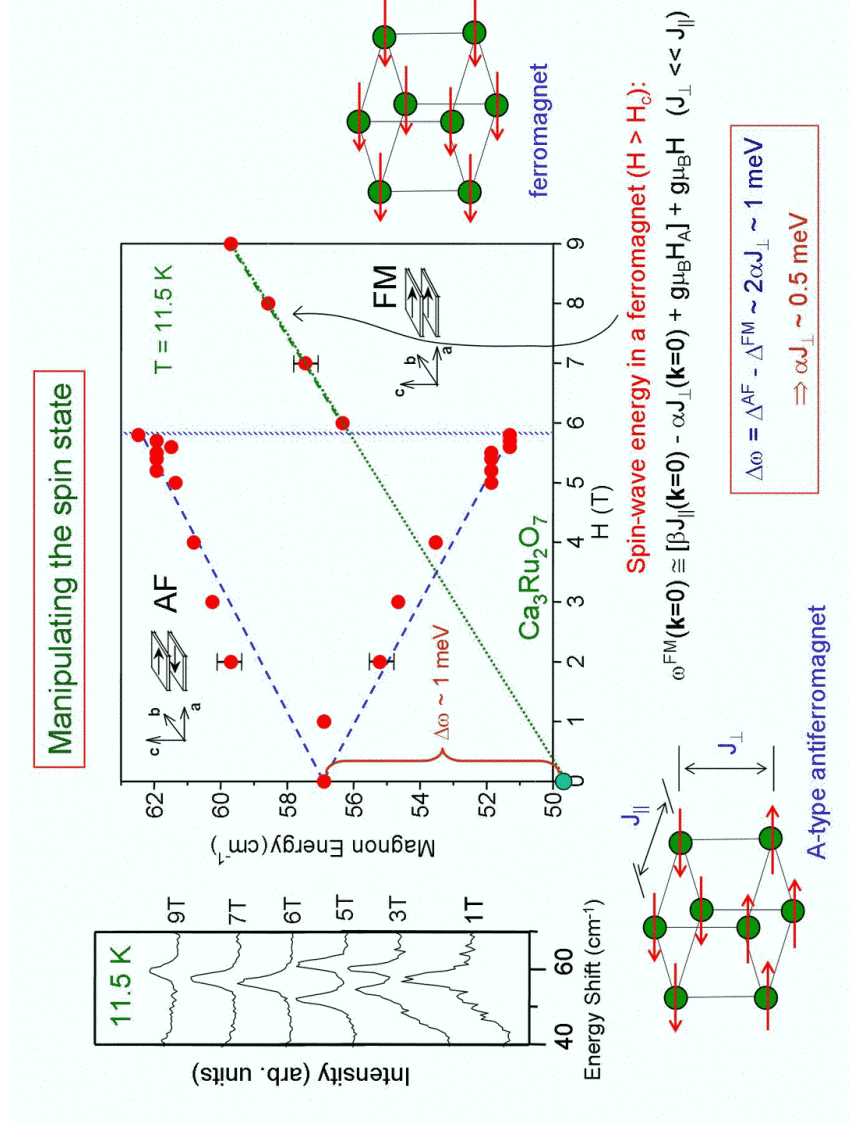 Manipulating the spin state
11.5 K
9T
7T
6T
5T
3T
1T
Intensity (arb. units)
40
60
Energy Shift (cm⁻¹)
Magnon Energy (cm⁻¹)
62
60
58
56
54
52
50
c
b
a
AF
T = 11.5 K
FM
c
b
a
Δω ~ 1 meV
Ca₃Ru₂O₇
0
1
2
3
4
5
6
7
8
9
H (T)
ferromagnet
J∥
J⊥
A-type antiferromagnet
Spin-wave energy in a ferromagnet (H > Hc):
ω^FM(k=0) ≅ [βJ∥(k=0) - αJ⊥(k=0) + gμ_BH_A] + gμ_BH (J⊥ << J∥)
Δω = Δ^AF - Δ^FM ~ 2αJ⊥ ~ 1 meV
⇒ αJ⊥ ~ 0.5 meV